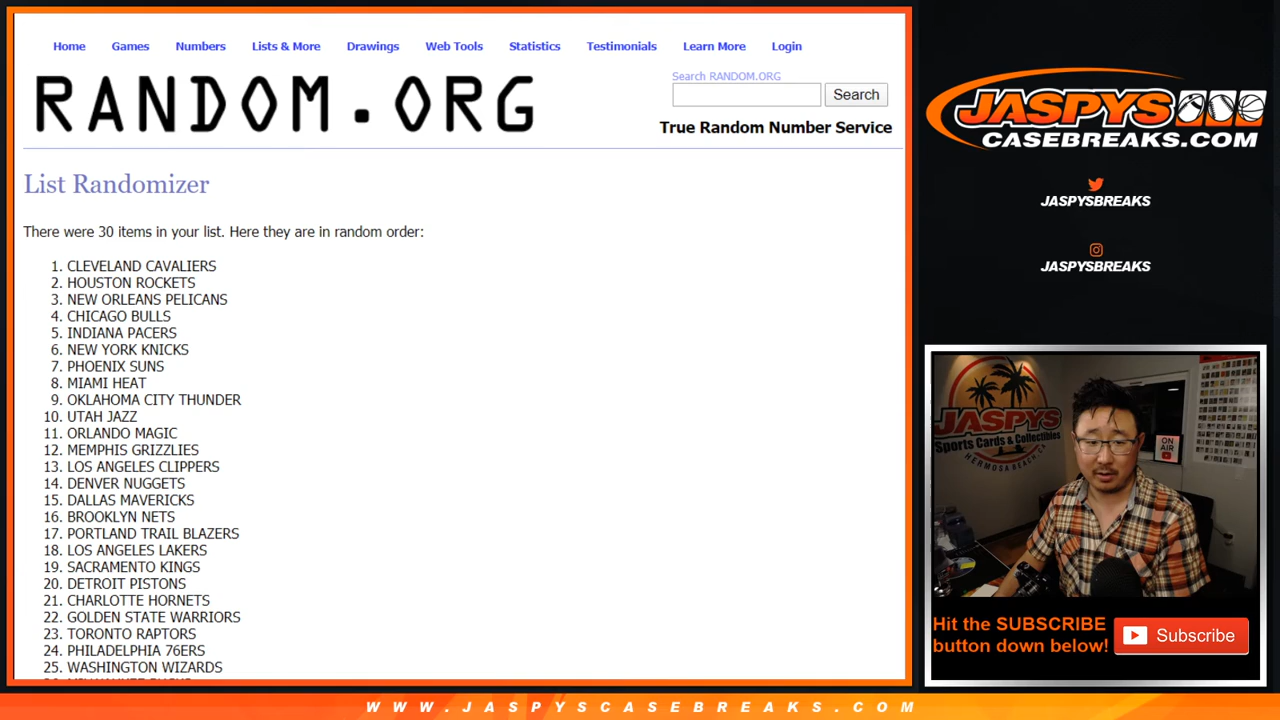 Home Games Numbers Lists & More Drawings Web Tools Statistics Testimonials Learn More Login
RANDOM.ORG
Search RANDOM.ORG
Search
True Random Number Service
List Randomizer
There were 30 items in your list. Here they are in random order:
1. CLEVELAND CAVALIERS
2. HOUSTON ROCKETS
3. NEW ORLEANS PELICANS
4. CHICAGO BULLS
5. INDIANA PACERS
6. NEW YORK KNICKS
7. PHOENIX SUNS
8. MIAMI HEAT
9. OKLAHOMA CITY THUNDER
10. UTAH JAZZ
11. ORLANDO MAGIC
12. MEMPHIS GRIZZLIES
13. LOS ANGELES CLIPPERS
14. DENVER NUGGETS
15. DALLAS MAVERICKS
16. BROOKLYN NETS
17. PORTLAND TRAIL BLAZERS
18. LOS ANGELES LAKERS
19. SACRAMENTO KINGS
20. DETROIT PISTONS
21. CHARLOTTE HORNETS
22. GOLDEN STATE WARRIORS
23. TORONTO RAPTORS
24. PHILADELPHIA 76ERS
25. WASHINGTON WIZARDS
JASPYS
CASEBREAKS.COM
JASPYSBREAKS
JASPYSBREAKS
JASPYS
Sports Cards & Collectibles
HERMOSA BEACH, CA
ON AIR
Hit the SUBSCRIBE
button down below!
Subscribe
WWW.JASPYSCASEBREAKS.COM